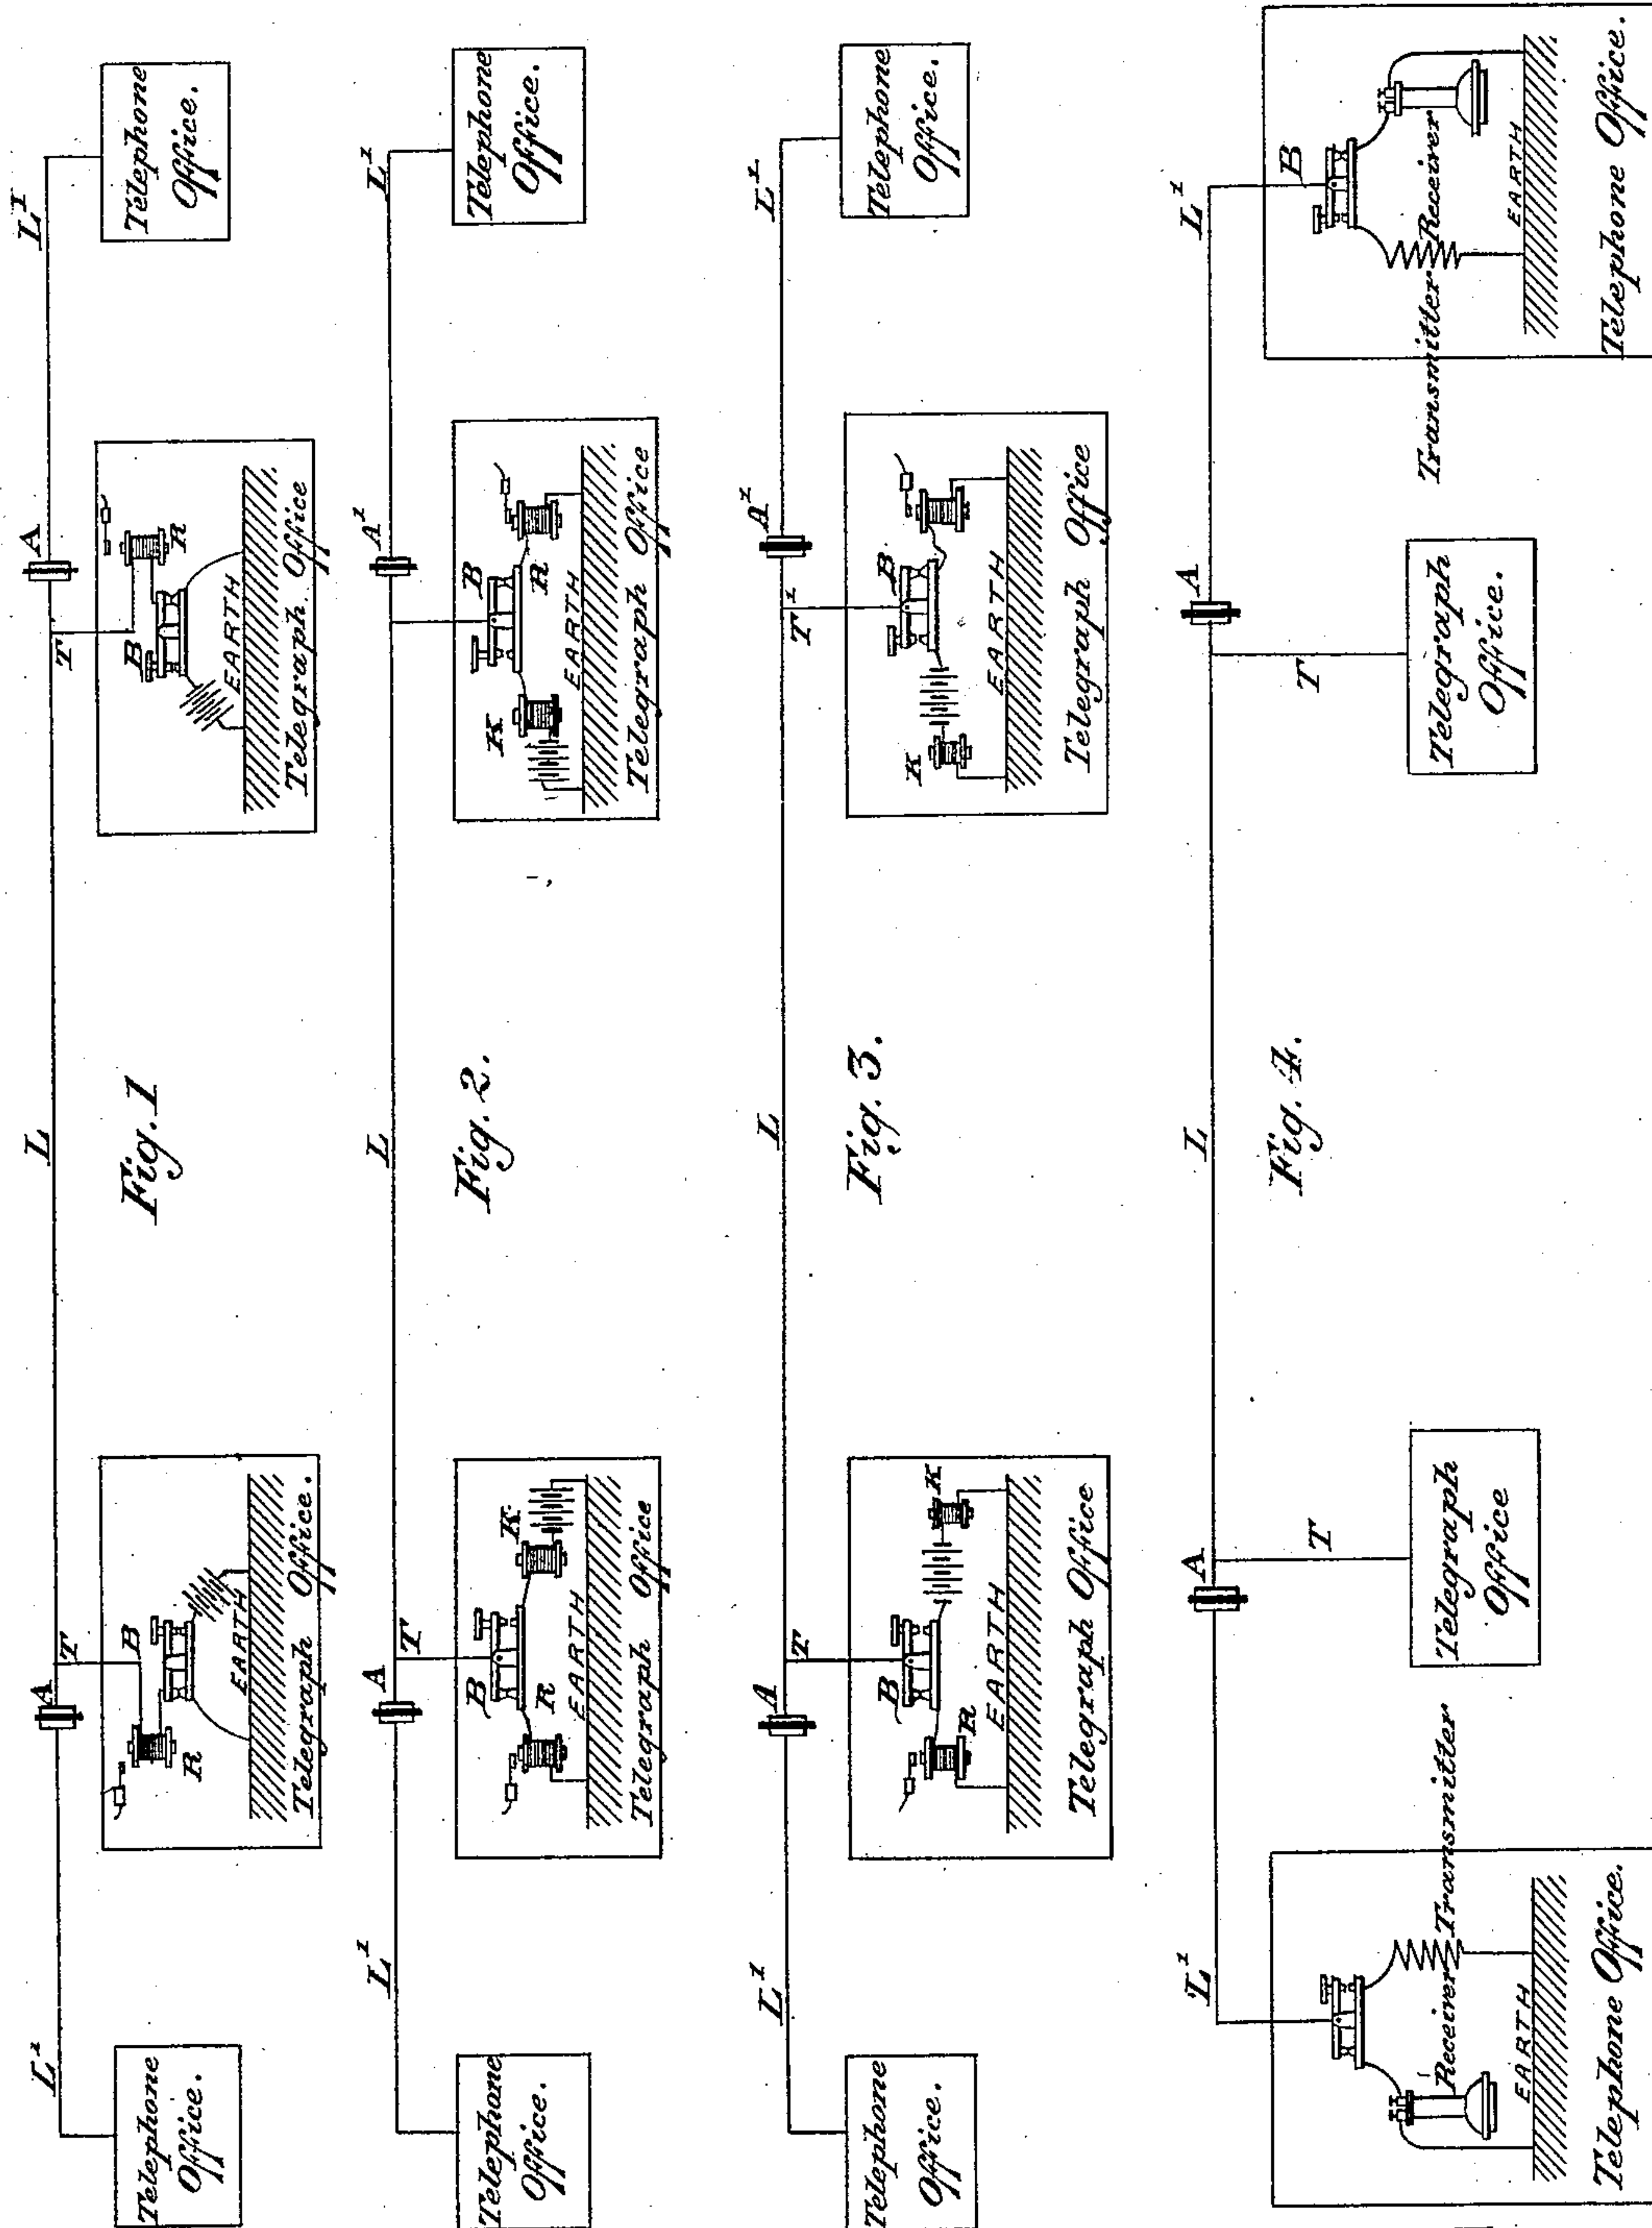 L¹ A T L T A L¹
Telephone
Office.
B
R
EARTH
Telegraph Office.
Fig. 1
B
R
EARTH
Telegraph Office
Telephone
Office.
L¹ A T L A¹ L¹
Telephone
Office.
B
R
K
EARTH
Telegraph Office
Fig. 2.
K
B
R
EARTH
Telegraph Office
Telephone
Office.
L¹ A T L T¹ A¹ L¹
Telephone
Office.
B
R
K
EARTH
Telegraph Office
Fig. 3.
K
B
EARTH
Telegraph Office
Telephone
Office.
L¹ A L A L¹
Receiver Transmitter
EARTH
Telephone Office.
T
Telegraph
Office
Fig. 4.
T
Telegraph
Office.
B
Transmitter Receiver
EARTH
Telephone Office.